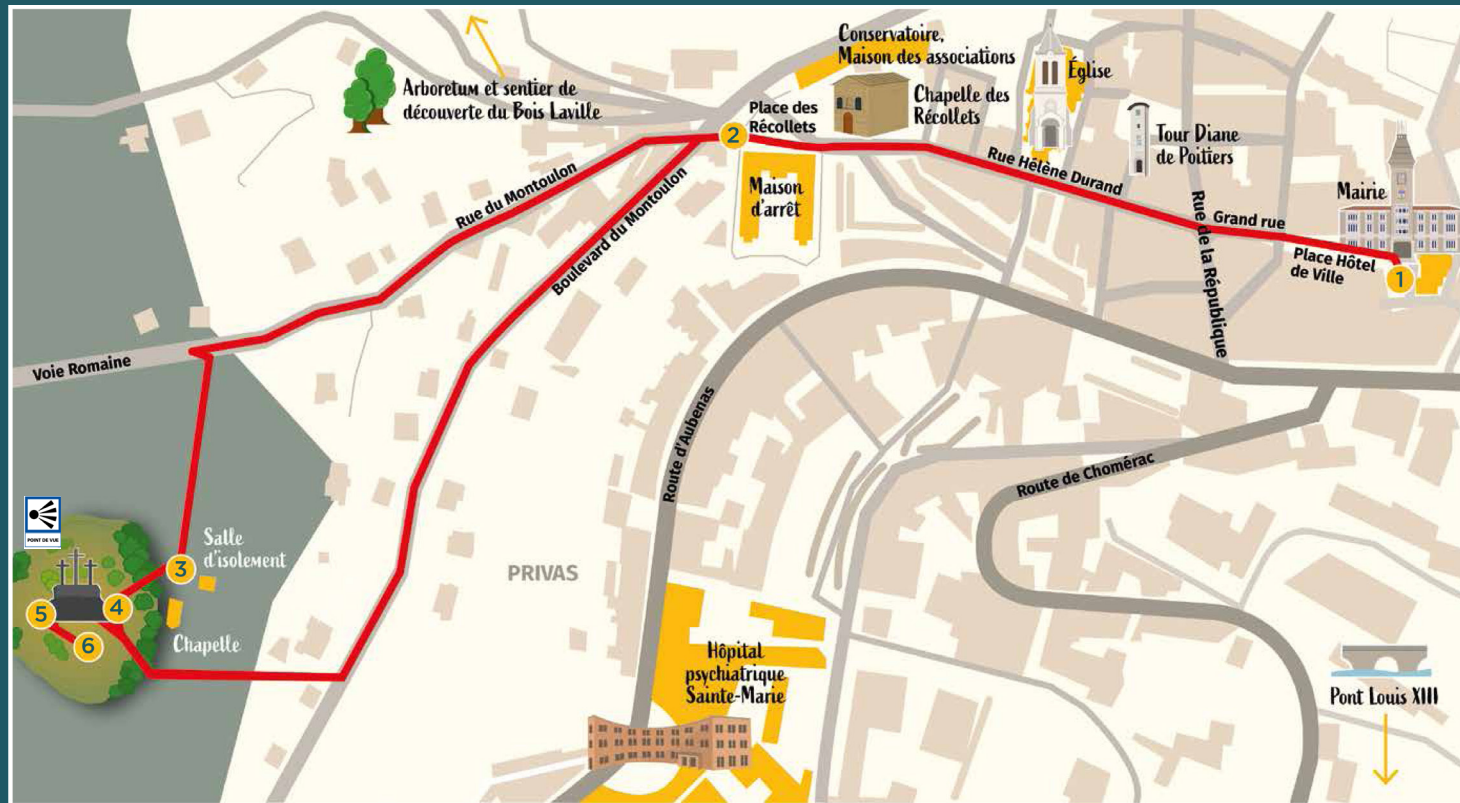 Arboretum et sentier de
découverte du Bois Laville
Conservatoire,
Maison des associations
Chapelle des
Récollets
Église
Tour Diane
de Poitiers
Mairie
2
Place des
Récollets
Maison
d'arrêt
Rue Hélène Durand
Rue de la République
Grand rue
Place Hôtel
de Ville
1
Rue du Montoulon
Boulevard du Montoulon
Voie Romaine
Route d'Aubenas
Route de Chomérac
POINT DE VUE
Salle
d'isolement
3
4
5
6
Chapelle
PRIVAS
Hôpital
psychiatrique
Sainte-Marie
Pont Louis XIII